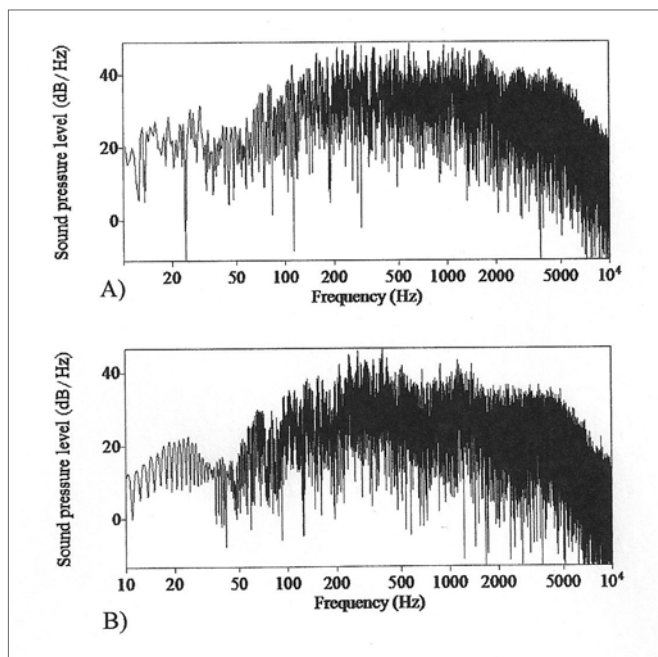 Sound pressure level (dB/Hz)
40
20
0
20 50 100 200 500 1000 2000 5000 10⁴
Frequency (Hz)
A)
Sound pressure level (dB/Hz)
40
20
0
10 20 50 100 200 500 1000 2000 5000 10⁴
Frequency (Hz)
B)